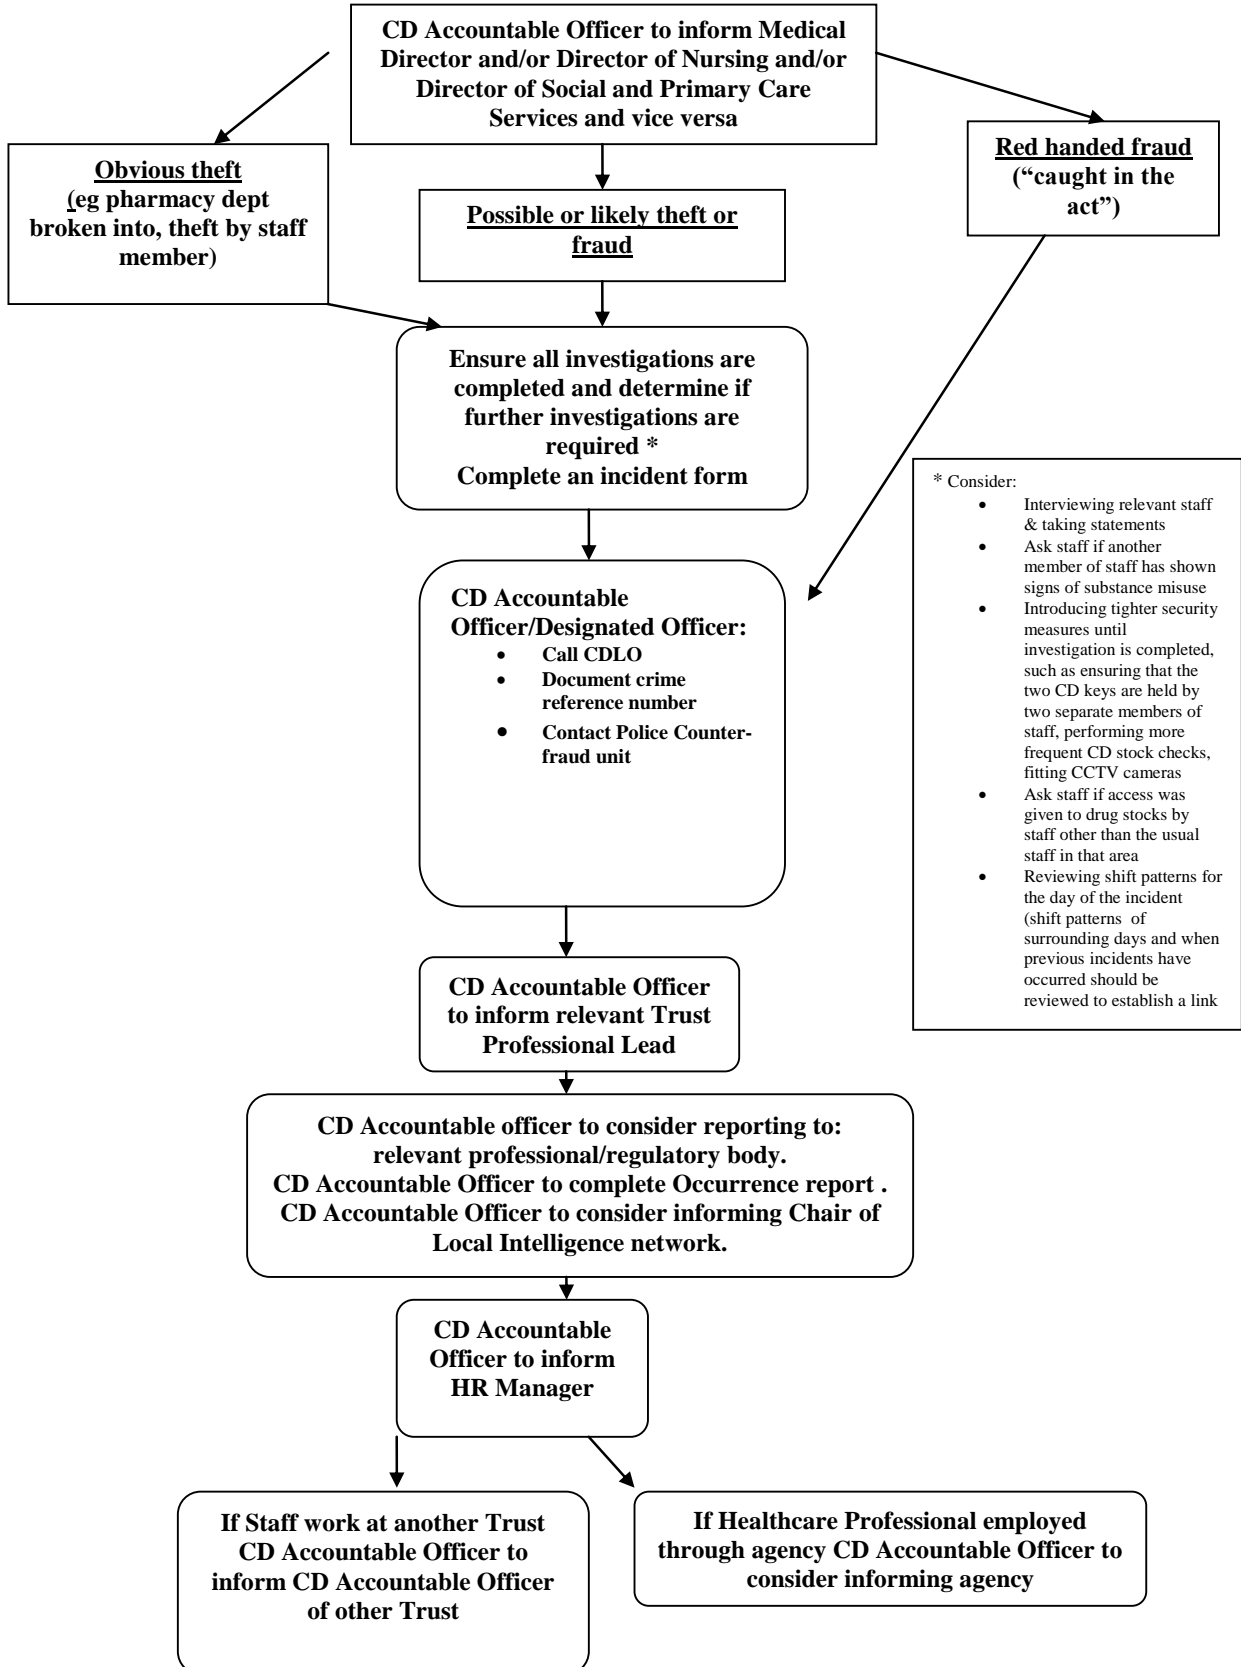 CD Accountable Officer to inform Medical
Director and/or Director of Nursing and/or
Director of Social and Primary Care
Services and vice versa
Obvious theft
(eg pharmacy dept
broken into, theft by staff
member)
Possible or likely theft or
fraud
Red handed fraud
(“caught in the
act”)
Ensure all investigations are
completed and determine if
further investigations are
required *
Complete an incident form
CD Accountable
Officer/Designated Officer:
• Call CDLO
• Document crime
reference number
• Contact Police Counter-
fraud unit
* Consider:
• Interviewing relevant staff
& taking statements
• Ask staff if another
member of staff has shown
signs of substance misuse
• Introducing tighter security
measures until
investigation is completed,
such as ensuring that the
two CD keys are held by
two separate members of
staff, performing more
frequent CD stock checks,
fitting CCTV cameras
• Ask staff if access was
given to drug stocks by
staff other than the usual
staff in that area
• Reviewing shift patterns for
the day of the incident
(shift patterns of
surrounding days and when
previous incidents have
occurred should be
reviewed to establish a link
CD Accountable Officer
to inform relevant Trust
Professional Lead
CD Accountable officer to consider reporting to:
relevant professional/regulatory body.
CD Accountable Officer to complete Occurrence report .
CD Accountable Officer to consider informing Chair of
Local Intelligence network.
CD Accountable
Officer to inform
HR Manager
If Staff work at another Trust
CD Accountable Officer to
inform CD Accountable Officer
of other Trust
If Healthcare Professional employed
through agency CD Accountable Officer to
consider informing agency